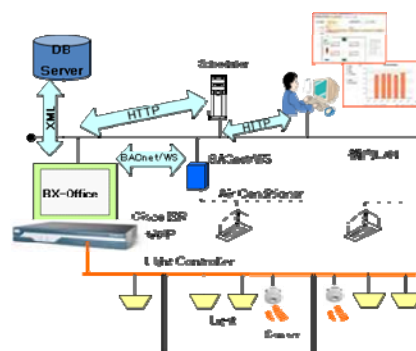 DB
Server
Scheduler
XML
HTTP
HTTP
BACnet/WS
BACnet/WS
RX-Office
Air Conditioner
Cisco ISR
Light Controller
Light
Sensor